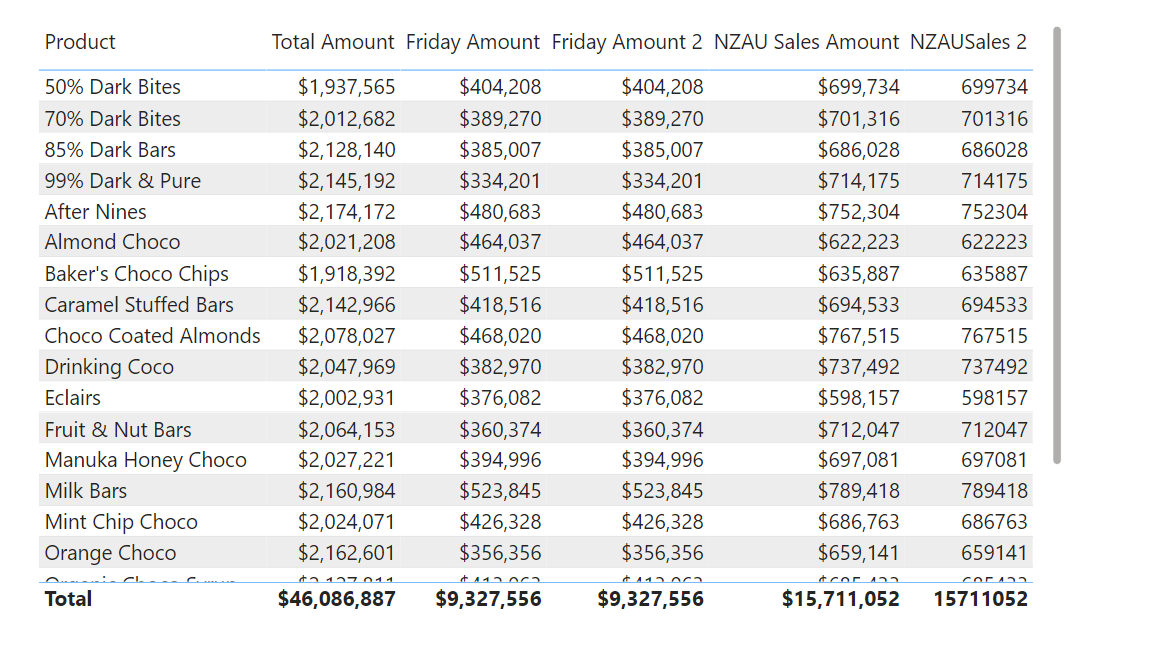 Product Total Amount Friday Amount Friday Amount 2 NZAU Sales Amount NZAUSales 2
50% Dark Bites $1,937,565 $404,208 $404,208 $699,734 699734
70% Dark Bites $2,012,682 $389,270 $389,270 $701,316 701316
85% Dark Bars $2,128,140 $385,007 $385,007 $686,028 686028
99% Dark & Pure $2,145,192 $334,201 $334,201 $714,175 714175
After Nines $2,174,172 $480,683 $480,683 $752,304 752304
Almond Choco $2,021,208 $464,037 $464,037 $622,223 622223
Baker's Choco Chips $1,918,392 $511,525 $511,525 $635,887 635887
Caramel Stuffed Bars $2,142,966 $418,516 $418,516 $694,533 694533
Choco Coated Almonds $2,078,027 $468,020 $468,020 $767,515 767515
Drinking Coco $2,047,969 $382,970 $382,970 $737,492 737492
Eclairs $2,002,931 $376,082 $376,082 $598,157 598157
Fruit & Nut Bars $2,064,153 $360,374 $360,374 $712,047 712047
Manuka Honey Choco $2,027,221 $394,996 $394,996 $697,081 697081
Milk Bars $2,160,984 $523,845 $523,845 $789,418 789418
Mint Chip Choco $2,024,071 $426,328 $426,328 $686,763 686763
Orange Choco $2,162,601 $356,356 $356,356 $659,141 659141
Total $46,086,887 $9,327,556 $9,327,556 $15,711,052 15711052